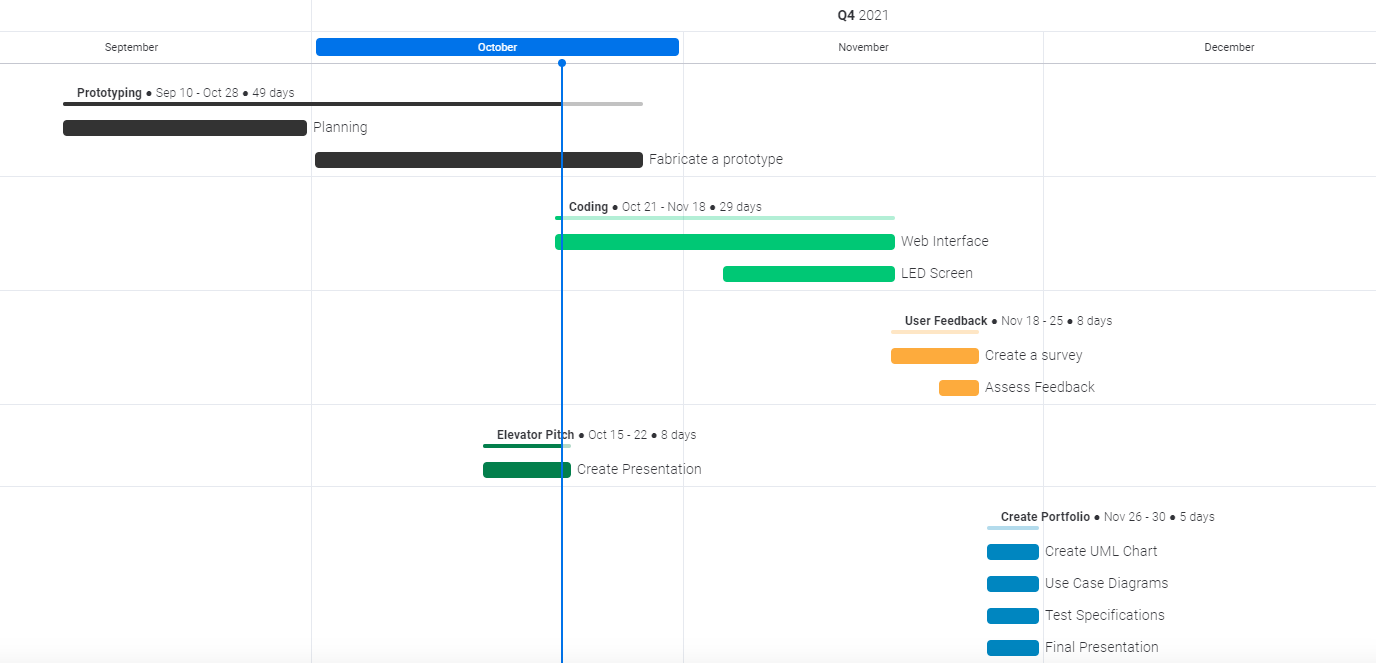 Q4 2021
September October November December
Prototyping ● Sep 10 - Oct 28 ● 49 days
Planning
Fabricate a prototype
Coding ● Oct 21 - Nov 18 ● 29 days
Web Interface
LED Screen
User Feedback ● Nov 18 - 25 ● 8 days
Create a survey
Assess Feedback
Elevator Pitch ● Oct 15 - 22 ● 8 days
Create Presentation
Create Portfolio ● Nov 26 - 30 ● 5 days
Create UML Chart
Use Case Diagrams
Test Specifications
Final Presentation